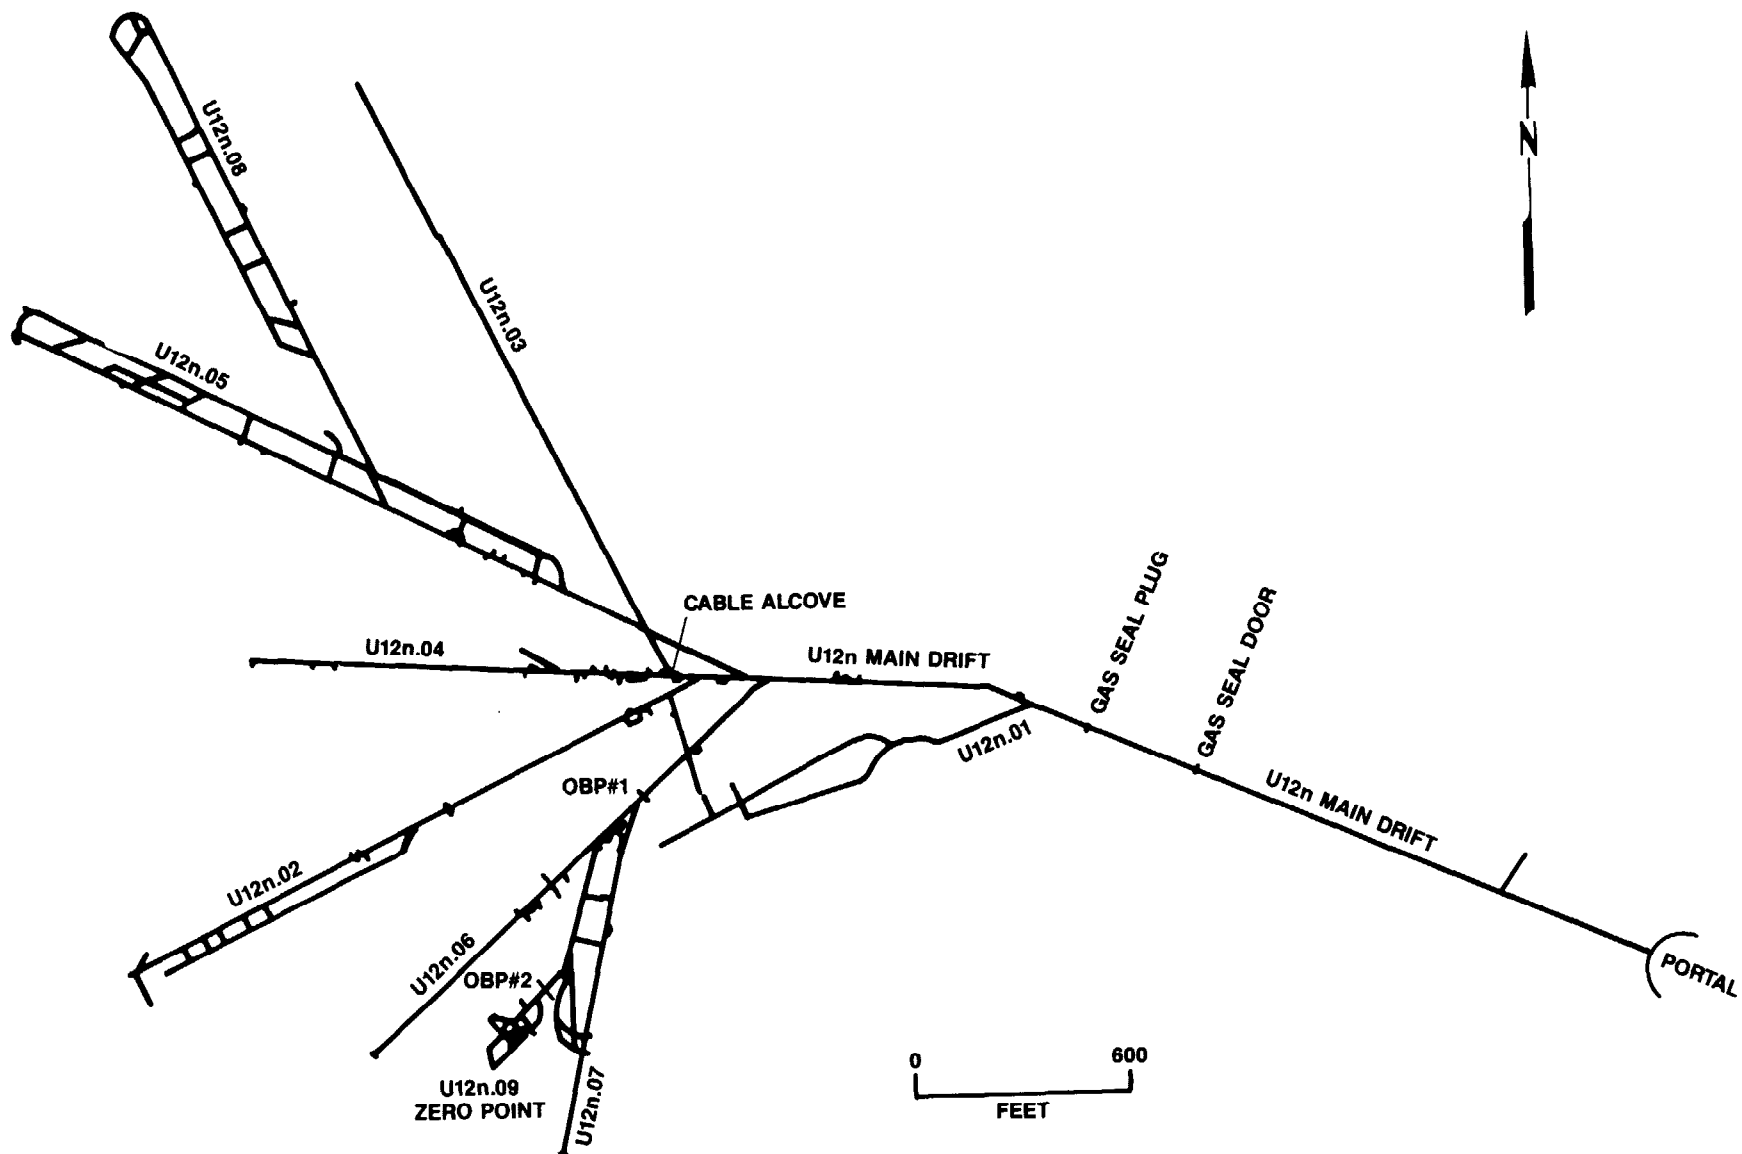 U12n.08
N
U12n.03
U12n.05
CABLE ALCOVE
U12n.04
U12n MAIN DRIFT
GAS SEAL PLUG
GAS SEAL DOOR
U12n.01
OBP#1
U12n MAIN DRIFT
U12n.02
U12n.06
OBP#2
PORTAL
U12n.09
ZERO POINT
U12n.07
0 600
FEET